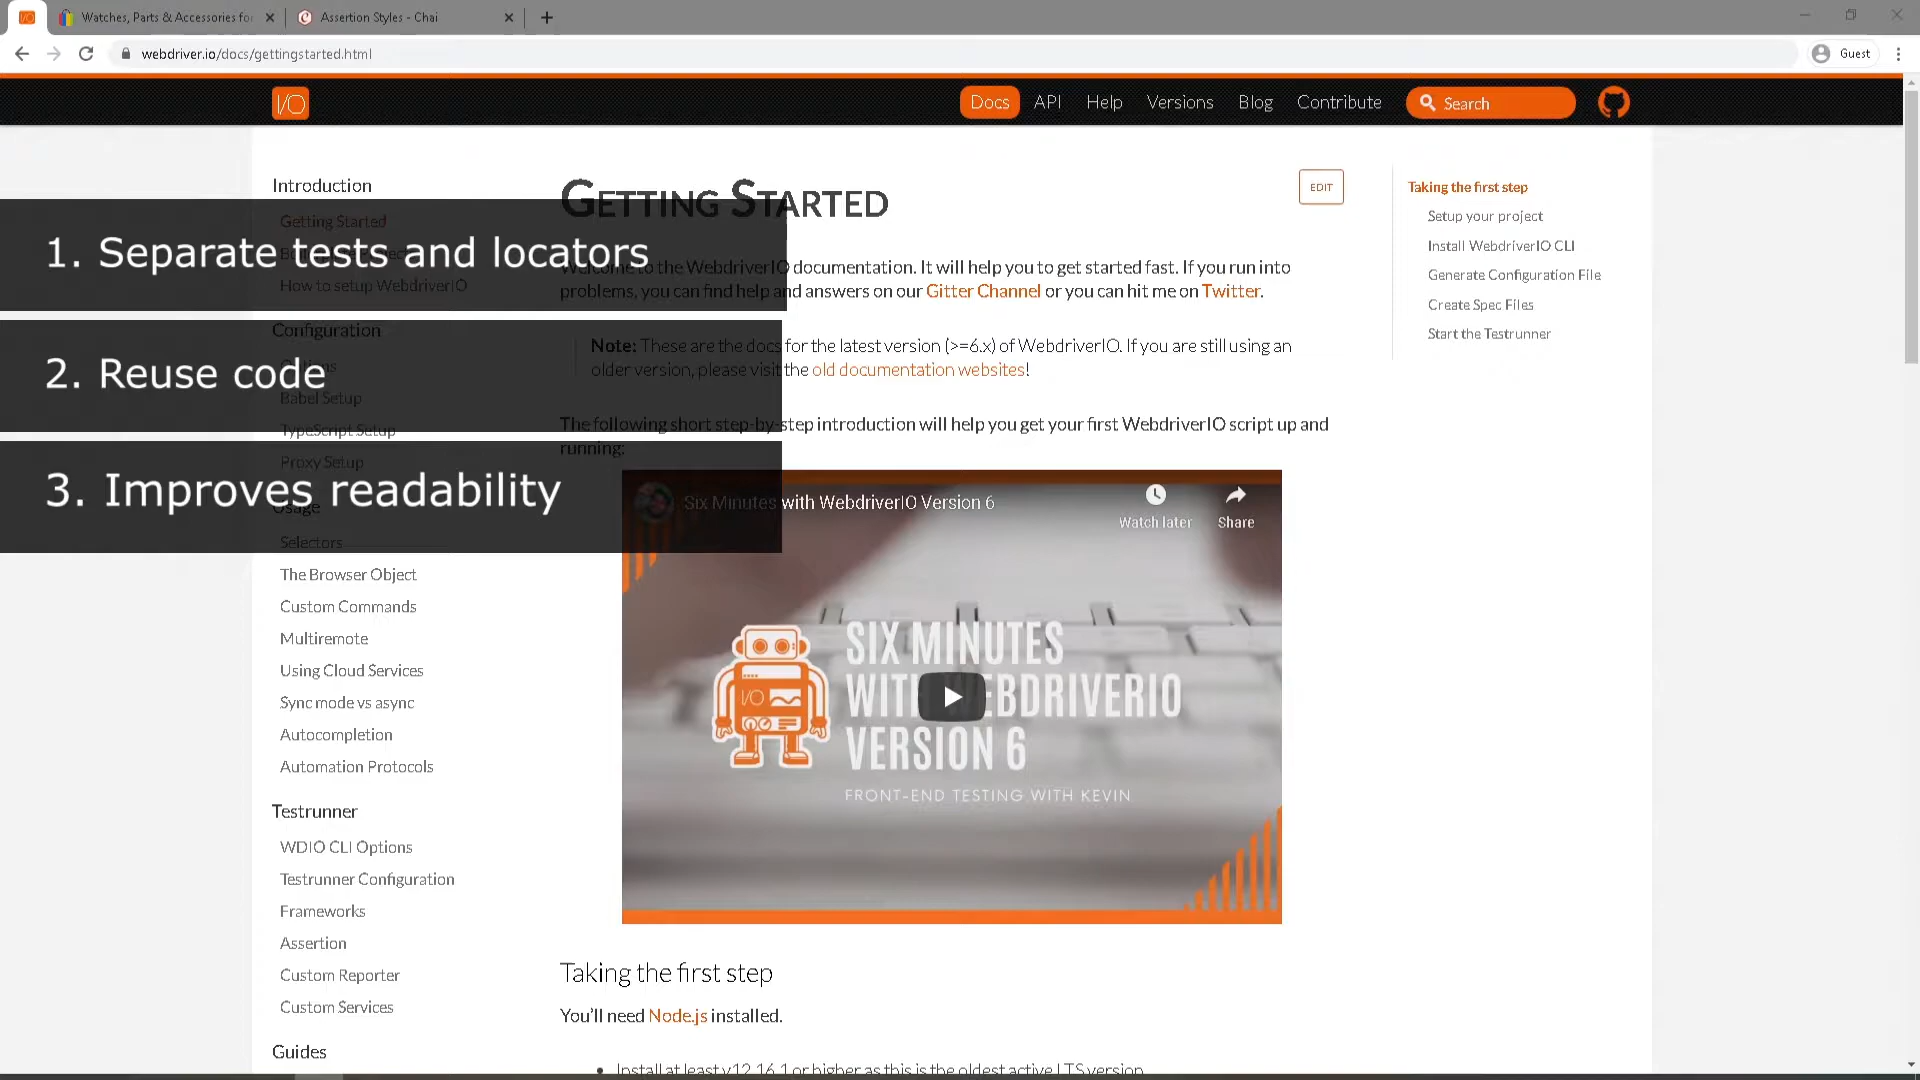 Watches, Parts & Accessories fo
Assertion Styles - Chai
webdriver.io/docs/gettingstarted.html
Guest
I/O
Docs
API
Help
Versions
Blog
Contribute
Search
Introduction
Getting Started
How to setup WebdriverIO
Configuration
Babel Setup
TypeScript Setup
Proxy Setup
Usage
Selectors
The Browser Object
Custom Commands
Multiremote
Using Cloud Services
Sync mode vs async
Autocompletion
Automation Protocols
Testrunner
WDIO CLI Options
Testrunner Configuration
Frameworks
Assertion
Custom Reporter
Custom Services
Guides
1. Separate tests and locators
2. Reuse code
3. Improves readability
GETTING STARTED
EDIT
Welcome to the WebdriverIO documentation. It will help you to get started fast. If you run into
problems, you can find help and answers on our Gitter Channel or you can hit me on Twitter.
Note: These are the docs for the latest version (>=6.x) of WebdriverIO. If you are still using an
older version, please visit the old documentation websites!
The following short step-by-step introduction will help you get your first WebdriverIO script up and
running:
Six Minutes with WebdriverIO Version 6
Watch later
Share
I/O
SIX MINUTES
WITH WEBDRIVERIO
VERSION 6
FRONT-END TESTING WITH KEVIN
Taking the first step
You'll need Node.js installed.
• Install at least v12.16.1 or higher as this is the oldest active LTS version
Taking the first step
Setup your project
Install WebdriverIO CLI
Generate Configuration File
Create Spec Files
Start the Testrunner